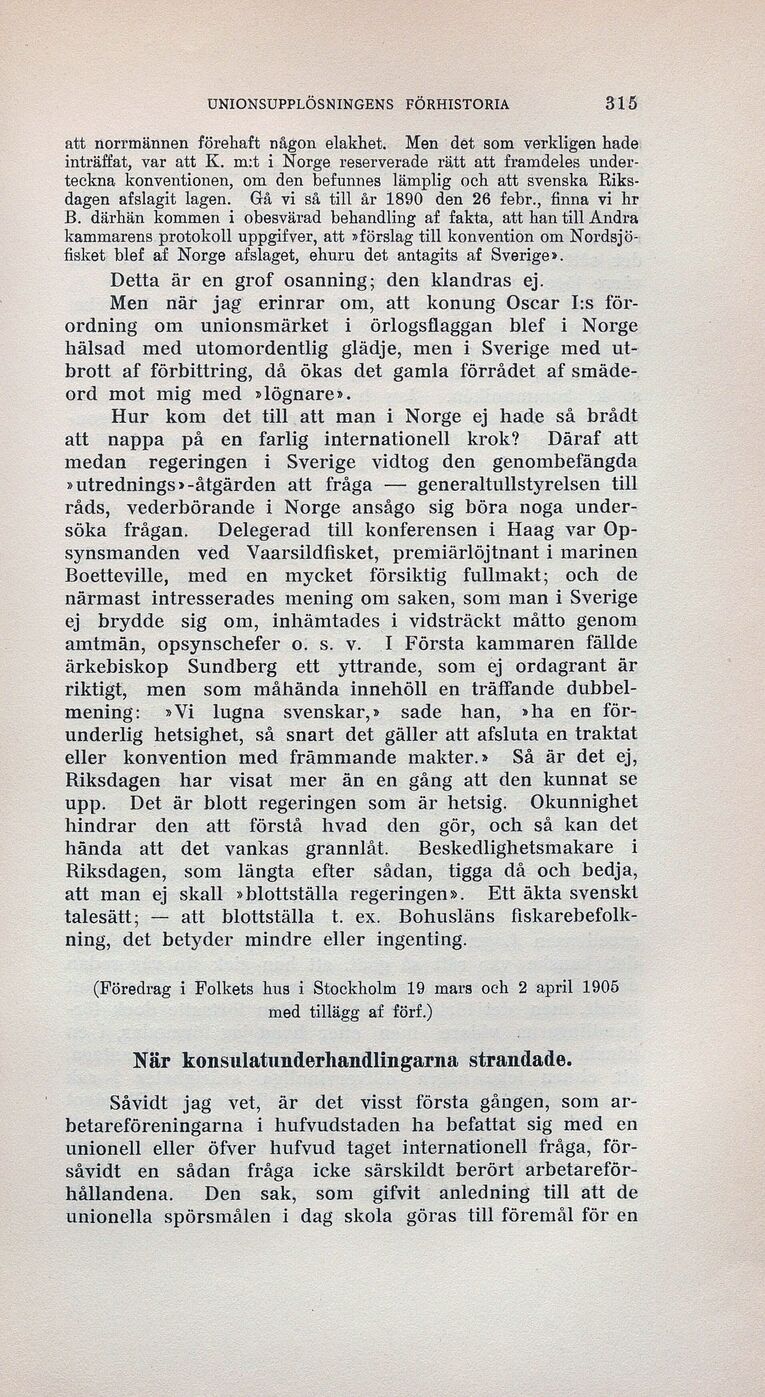 UNIONSUPPLÖSNINGENS FÖRHISTORIA 315
att norrmännen förehaft någon elakhet. Men det som verkligen hade
inträffat, var att K. m:t i Norge reserverade rätt att framdeles under-
teckna konventionen, om den befunnes lämplig och att svenska Riks-
dagen afslagit lagen. Gå vi så till år 1890 den 26 febr., finna vi hr
B. därhän kommen i obesvärad behandling af fakta, att han till Andra
kammarens protokoll uppgifver, att »förslag till konvention om Nordsjö-
fisket blef af Norge afslaget, ehuru det antagits af Sverige».
Detta är en grof osanning; den klandras ej.
Men när jag erinrar om, att konung Oscar I:s för-
ordning om unionsmärket i örlogsflaggan blef i Norge
hälsad med utomordentlig glädje, men i Sverige med ut-
brott af förbittring, då ökas det gamla förrådet af smäde-
ord mot mig med »lögnare».
Hur kom det till att man i Norge ej hade så brådt
att nappa på en farlig internationell krok? Däraf att
medan regeringen i Sverige vidtog den genombefängda
»utrednings»-åtgärden att fråga — generaltullstyrelsen till
råds, vederbörande i Norge ansågo sig böra noga under-
söka frågan. Delegerad till konferensen i Haag var Op-
synsmanden ved Vaarsildfisket, premiärlöjtnant i marinen
Boetteville, med en mycket försiktig fullmakt; och de
närmast intresserades mening om saken, som man i Sverige
ej brydde sig om, inhämtades i vidsträckt måtto genom
amtmän, opsynschefer o. s. v. I Första kammaren fällde
ärkebiskop Sundberg ett yttrande, som ej ordagrant är
riktigt, men som måhända innehöll en träffande dubbel-
mening: »Vi lugna svenskar,» sade han, »ha en för-
underlig hetsighet, så snart det gäller att afsluta en traktat
eller konvention med främmande makter.» Så är det ej,
Riksdagen har visat mer än en gång att den kunnat se
upp. Det är blott regeringen som är hetsig. Okunnighet
hindrar den att förstå hvad den gör, och så kan det
hända att det vankas grannlåt. Beskedlighetsmakare i
Riksdagen, som längta efter sådan, tigga då och bedja,
att man ej skall »blottställa regeringen». Ett äkta svenskt
talesätt; — att blottställa t. ex. Bohusläns fiskarebefolk-
ning, det betyder mindre eller ingenting.
(Föredrag i Folkets hus i Stockholm 19 mars och 2 april 1905
med tillägg af förf.)
När konsulatunderhandlingarna strandade.
Såvidt jag vet, är det visst första gången, som ar-
betareföreningarna i hufvudstaden ha befattat sig med en
unionell eller öfver hufvud taget internationell fråga, för-
såvidt en sådan fråga icke särskildt berört arbetareför-
hållandena. Den sak, som gifvit anledning till att de
unionella spörsmålen i dag skola göras till föremål för en